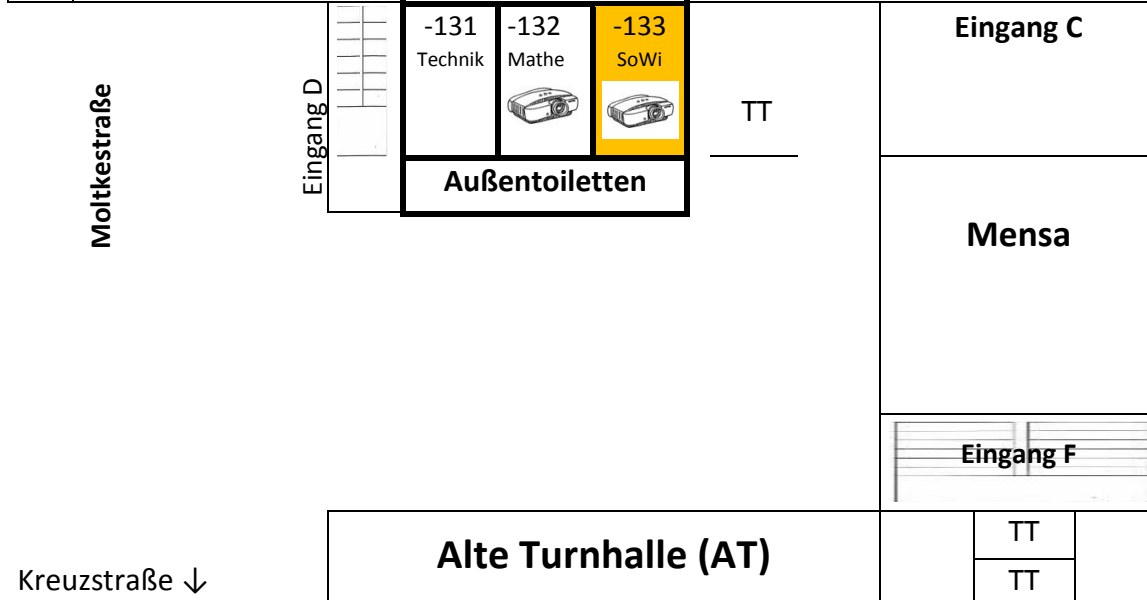 -131
Technik
-132
Mathe
-133
SoWi
Eingang C
Moltkestraße
Eingang D
TT
Außentoiletten
Mensa
Eingang F
Alte Turnhalle (AT)
TT
TT
Kreuzstraße ↓